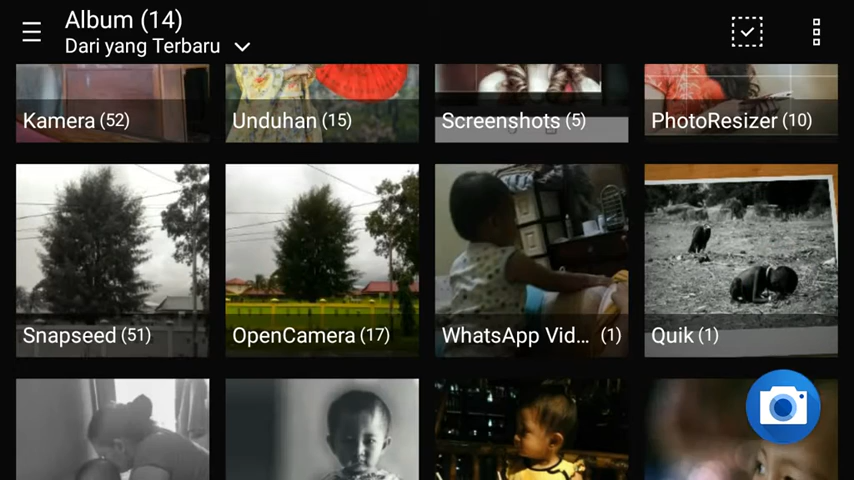 Album (14)
Dari yang Terbaru
Kamera (52)
Unduhan (15)
Screenshots (5)
PhotoResizer (10)
Snapseed (51)
OpenCamera (17)
WhatsApp Vid... (1)
Quik (1)